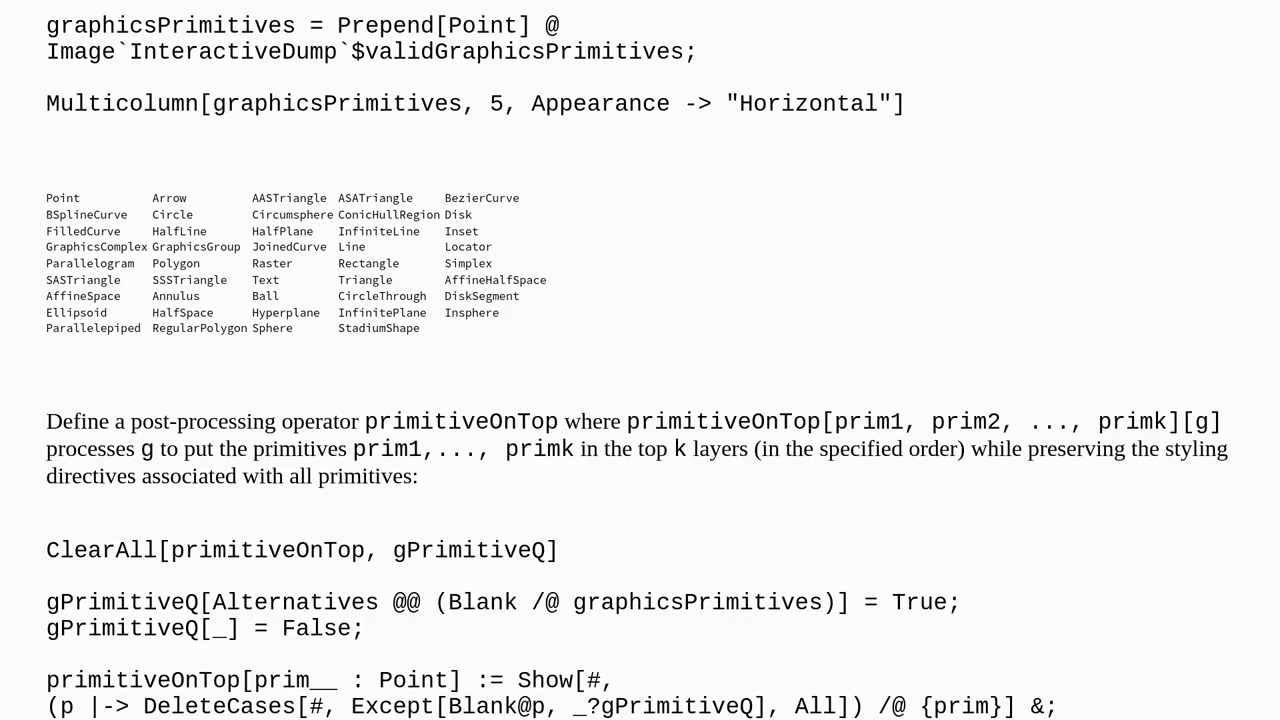 graphicsPrimitives = Prepend[Point] @
Image`InteractiveDump`$validGraphicsPrimitives;
Multicolumn[graphicsPrimitives, 5, Appearance -> "Horizontal"]
Point Arrow AASTriangle ASATriangle BezierCurve
BSplineCurve Circle Circumsphere ConicHullRegion Disk
FilledCurve HalfLine HalfPlane InfiniteLine Inset
GraphicsComplex GraphicsGroup JoinedCurve Line Locator
Parallelogram Polygon Raster Rectangle Simplex
SASTriangle SSSTriangle Text Triangle AffineHalfSpace
AffineSpace Annulus Ball CircleThrough DiskSegment
Ellipsoid HalfSpace Hyperplane InfinitePlane Insphere
Parallelepiped RegularPolygon Sphere StadiumShape
Define a post-processing operator primitiveOnTop where primitiveOnTop[prim1, prim2, ..., primk][g]
processes g to put the primitives prim1,..., primk in the top k layers (in the specified order) while preserving the styling
directives associated with all primitives:
ClearAll[primitiveOnTop, gPrimitiveQ]
gPrimitiveQ[Alternatives @@ (Blank /@ graphicsPrimitives)] = True;
gPrimitiveQ[_] = False;
primitiveOnTop[prim__ : Point] := Show[#,
(p |-> DeleteCases[#, Except[Blank@p, _?gPrimitiveQ], All]) /@ {prim}] &;